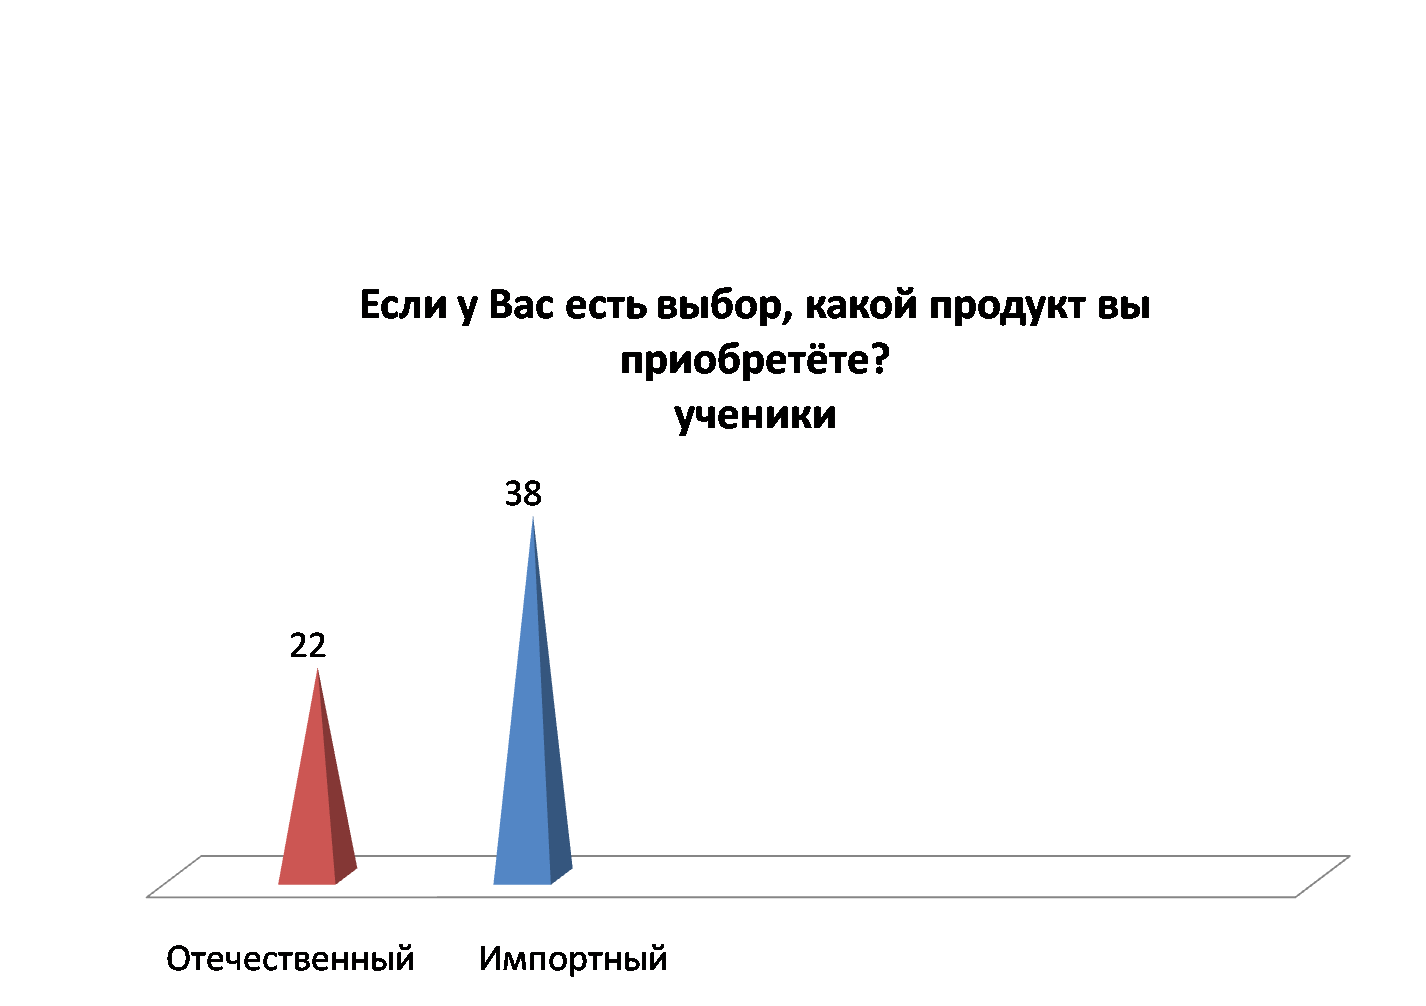 Если у Вас есть выбор, какой продукт вы
приобретёте?
ученики
38
22
Отечественный Импортный